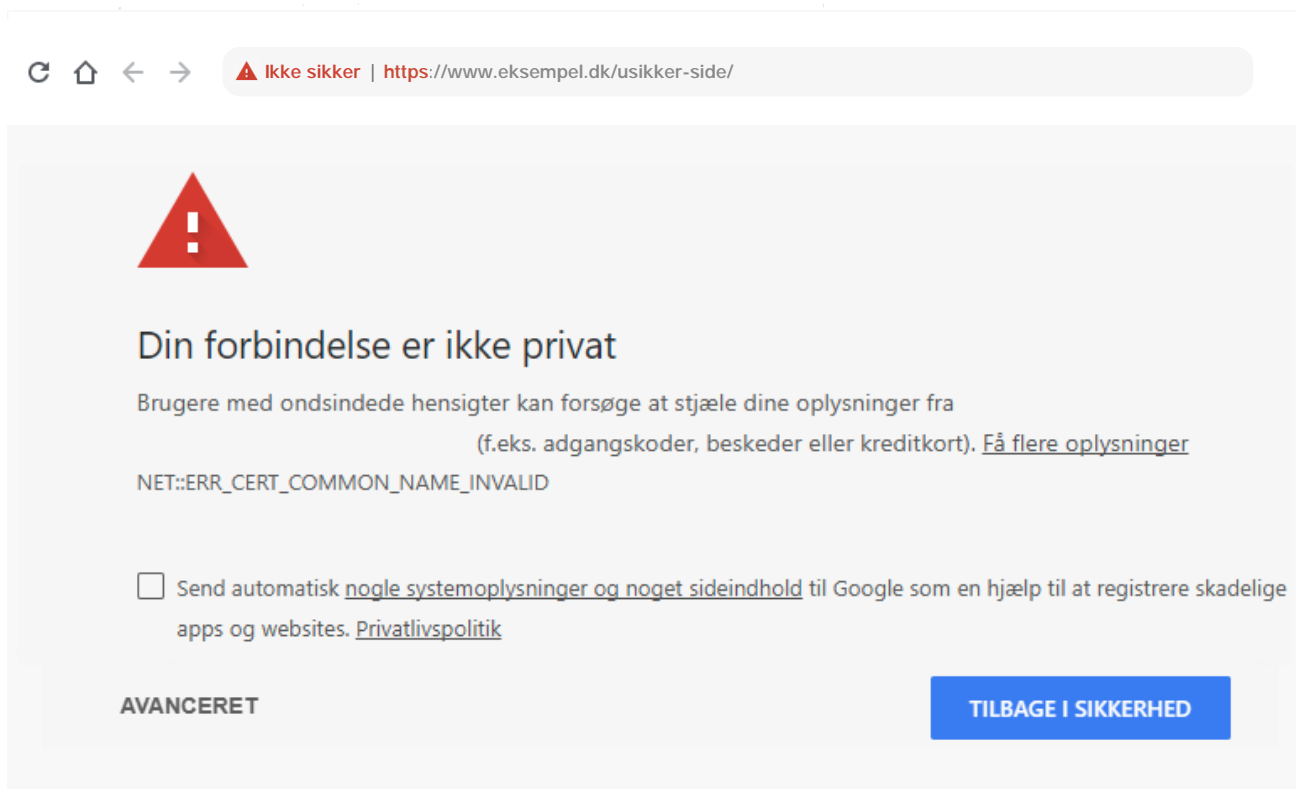 Ikke sikker | https://www.eksempel.dk/usikker-side/
Din forbindelse er ikke privat
Brugere med ondsindede hensigter kan forsøge at stjæle dine oplysninger fra
(f.eks. adgangskoder, beskeder eller kreditkort). Få flere oplysninger
NET::ERR_CERT_COMMON_NAME_INVALID
Send automatisk nogle systemoplysninger og noget sideindhold til Google som en hjælp til at registrere skadelige
apps og websites. Privatlivspolitik
AVANCERET
TILBAGE I SIKKERHED